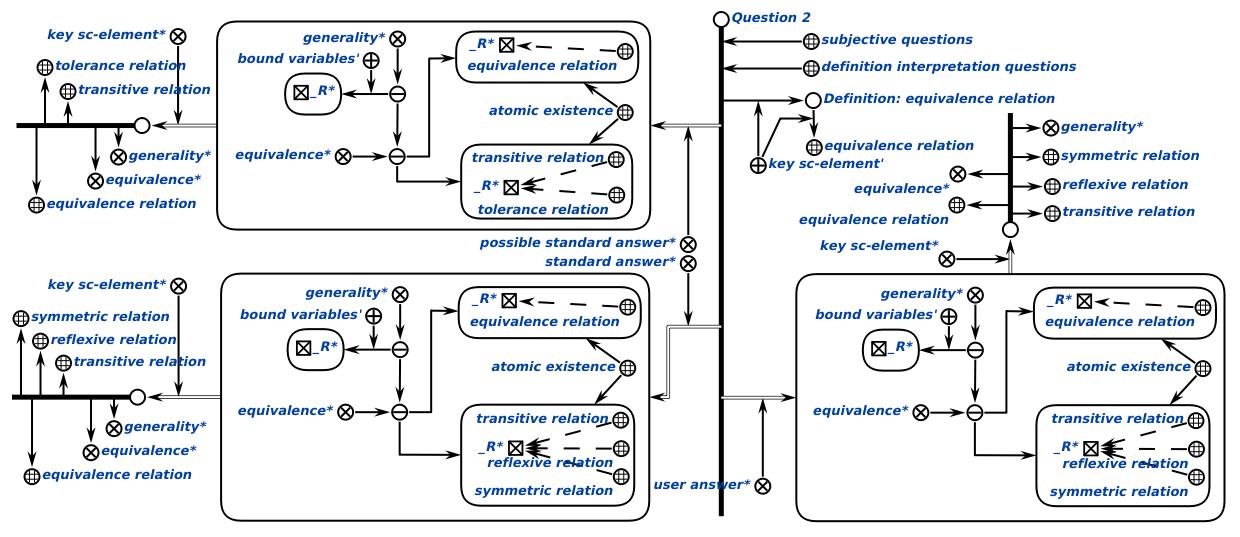 Question 2
key sc-element*
generality*
_R*
subjective questions
tolerance relation
bound variables'
equivalence relation
definition interpretation questions
transitive relation
_R*
Definition: equivalence relation
atomic existence
generality*
equivalence relation
generality*
equivalence*
transitive relation
symmetric relation
key sc-element'
equivalence*
_R*
equivalence*
reflexive relation
equivalence relation
tolerance relation
equivalence relation
transitive relation
possible standard answer*
key sc-element*
standard answer*
key sc-element*
generality*
_R*
generality*
_R*
symmetric relation
bound variables'
equivalence relation
bound variables'
equivalence relation
reflexive relation
_R*
_R*
transitive relation
atomic existence
atomic existence
equivalence*
transitive relation
equivalence*
transitive relation
generality*
_R*
_R*
equivalence*
reflexive relation
reflexive relation
equivalence relation
symmetric relation
user answer*
symmetric relation